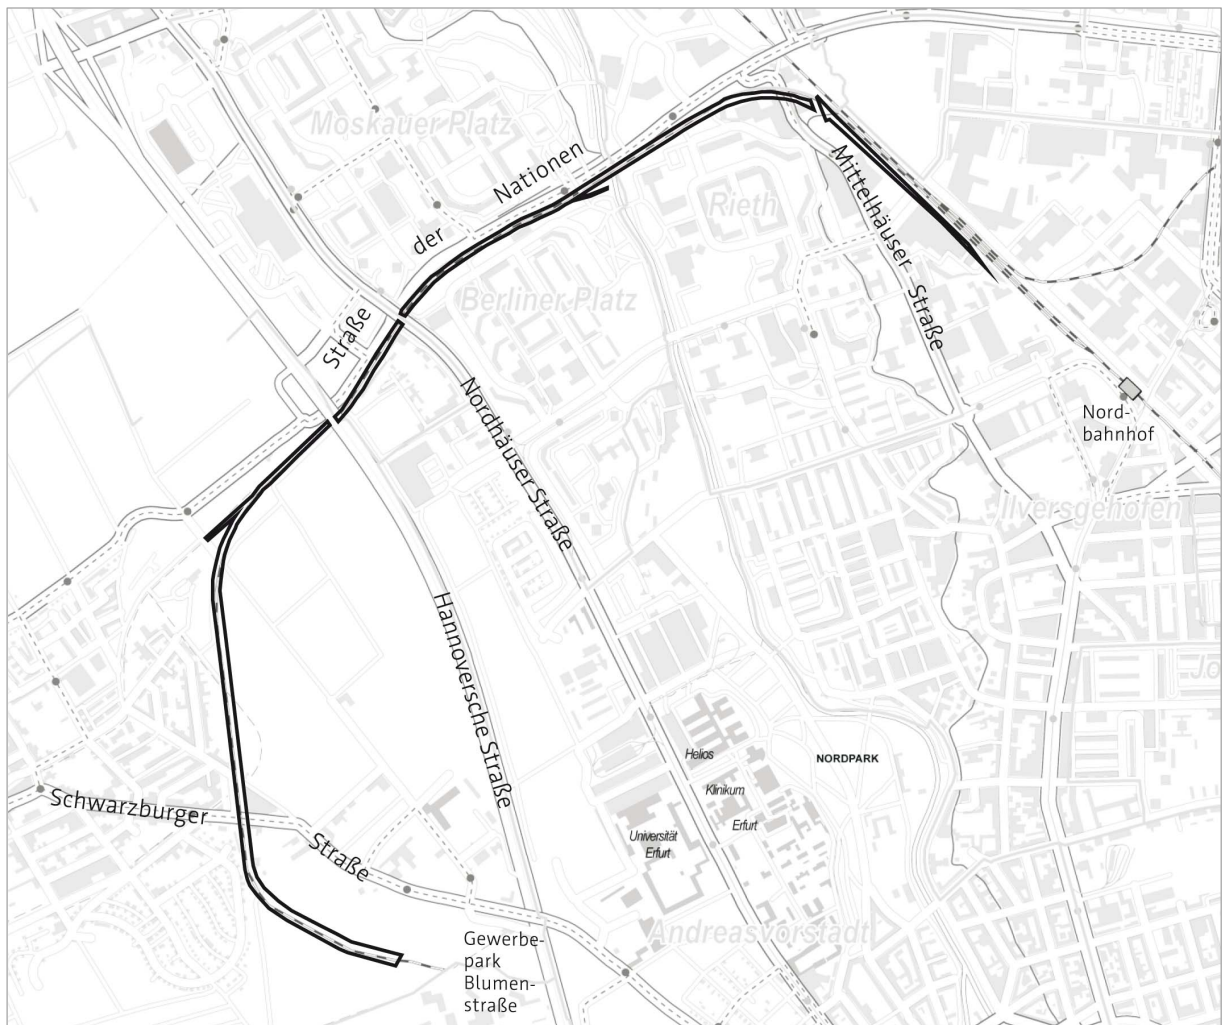 Moskauer Platz
Nationen
der
Straße
Rieth
Mittelhäuser Straße
Berliner Platz
Nordhäuser Straße
Nord-
bahnhof
Ilversgehofen
Hannoversche Straße
Jo
Helios
Klinikum
Erfurt
NORDPARK
Universität
Erfurt
Schwarzburger
Straße
Andreasvorstadt
Gewerbe-
park
Blumen-
straße